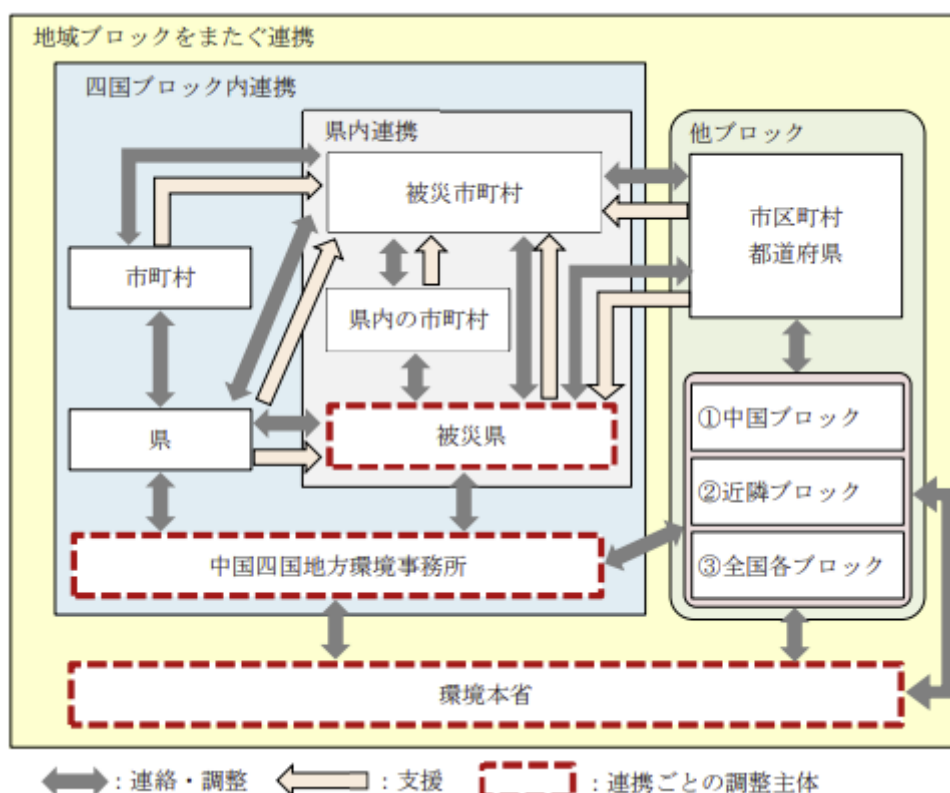 地域ブロックをまたぐ連携
四国ブロック内連携
県内連携
他ブロック
被災市町村
市区町村
都道府県
市町村
県内の市町村
県
被災県
①中国ブロック
②近隣ブロック
③全国各ブロック
中国四国地方環境事務所
環境本省
：連絡・調整
：支援
：連携ごとの調整主体